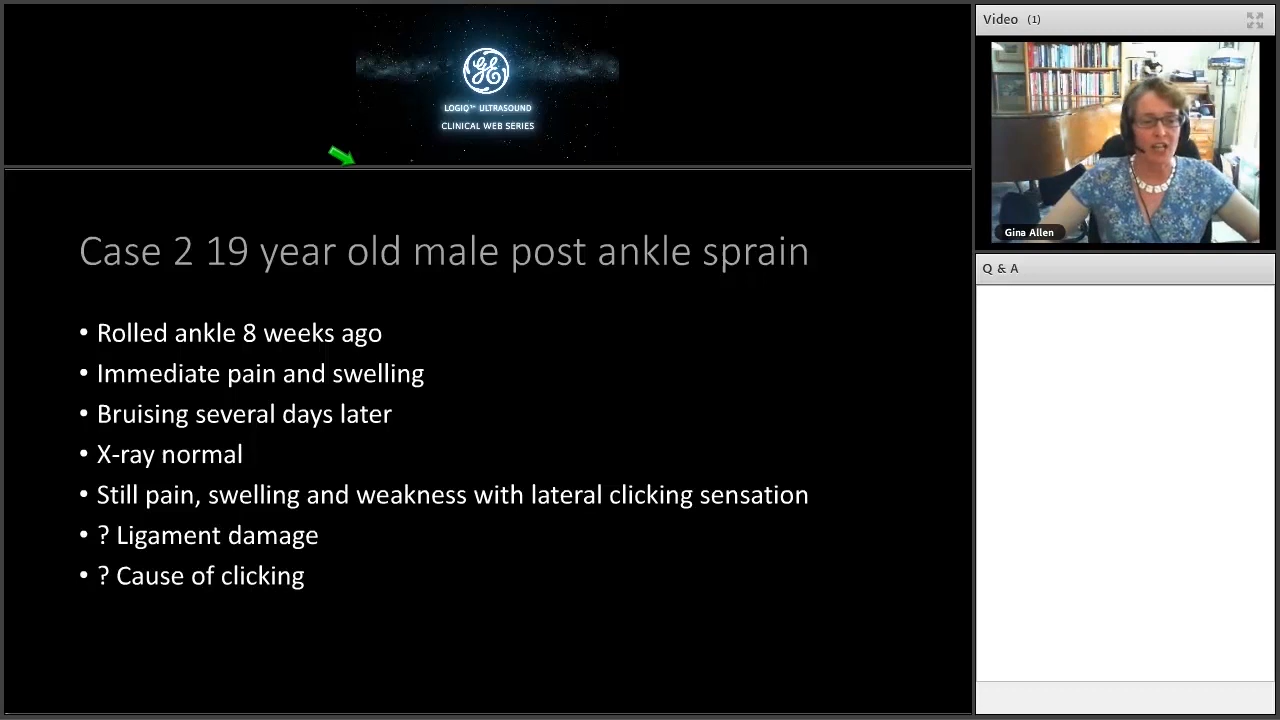 LOGIQ™ ULTRASOUND
CLINICAL WEB SERIES
Case 2 19 year old male post ankle sprain
• Rolled ankle 8 weeks ago
• Immediate pain and swelling
• Bruising several days later
• X-ray normal
• Still pain, swelling and weakness with lateral clicking sensation
• ? Ligament damage
• ? Cause of clicking
Video (1)
Gina Allen
Q & A